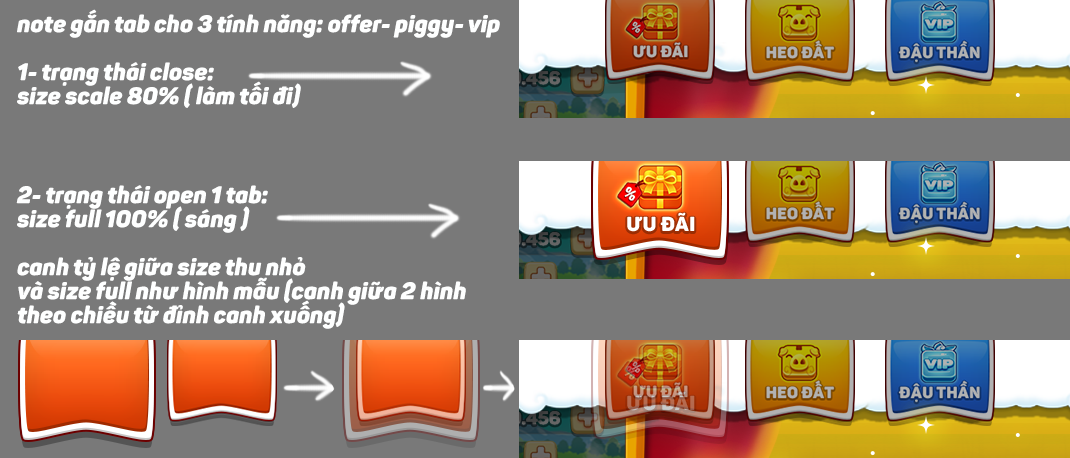 note gắn tab cho 3 tính năng: offer- piggy- vip
1- trạng thái close:
size scale 80% ( làm tối đi)
%
VIP
ƯU ĐÃI
HEO ĐẤT
ĐẬU THẦN
.456
2- trạng thái open 1 tab:
size full 100% ( sáng )
%
VIP
ƯU ĐÃI
HEO ĐẤT
ĐẬU THẦN
.456
canh tỷ lệ giữa size thu nhỏ
và size full như hình mẫu (canh giữa 2 hình
theo chiều từ đỉnh canh xuống)
%
VIP
ƯU ĐÃI
ƯU ĐÃI
HEO ĐẤT
ĐẬU THẦN
.456